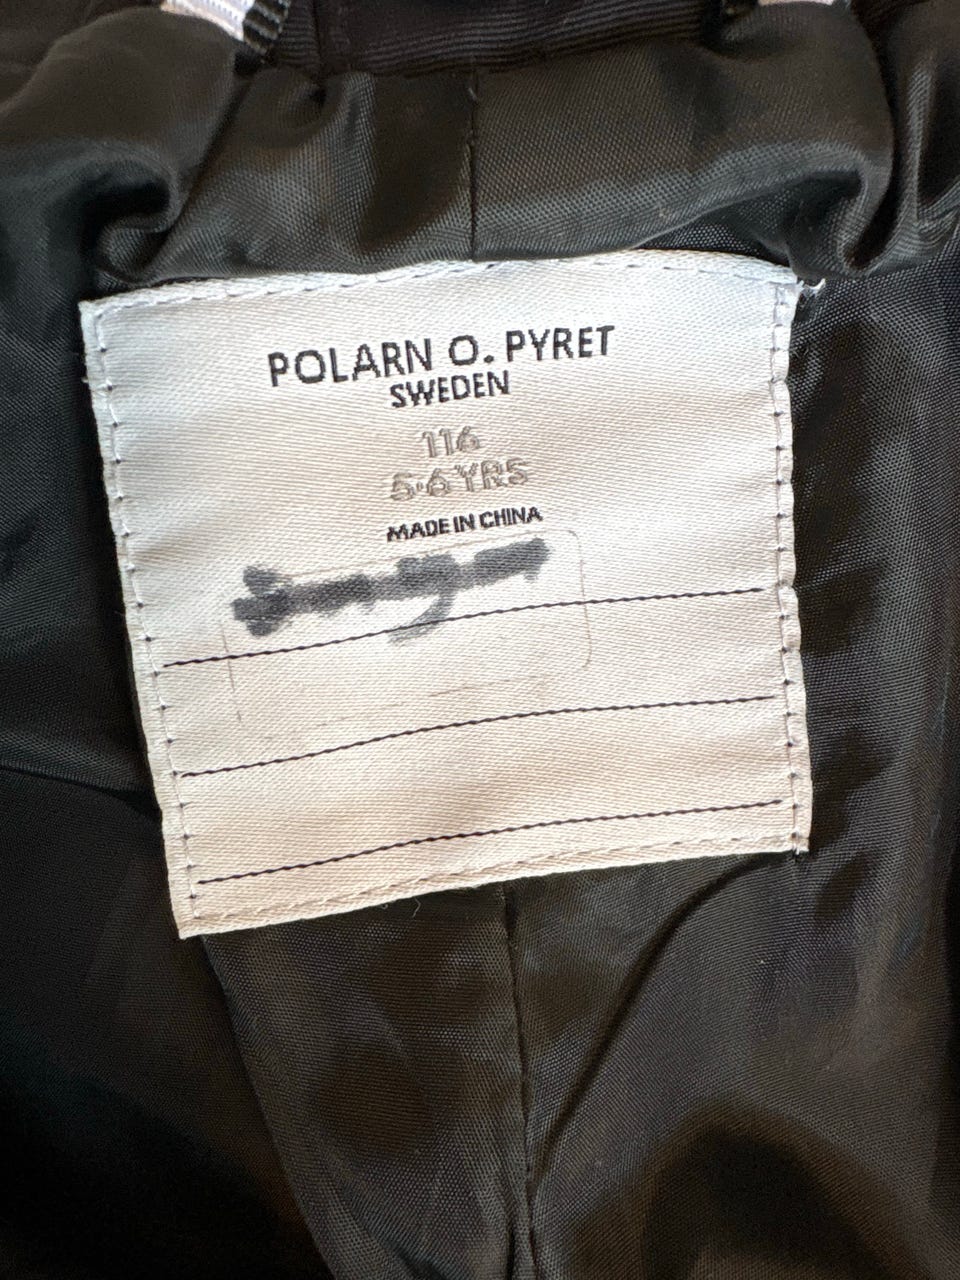 POLARN O. PYRET
SWEDEN
116
5-6 YRS
MADE IN CHINA